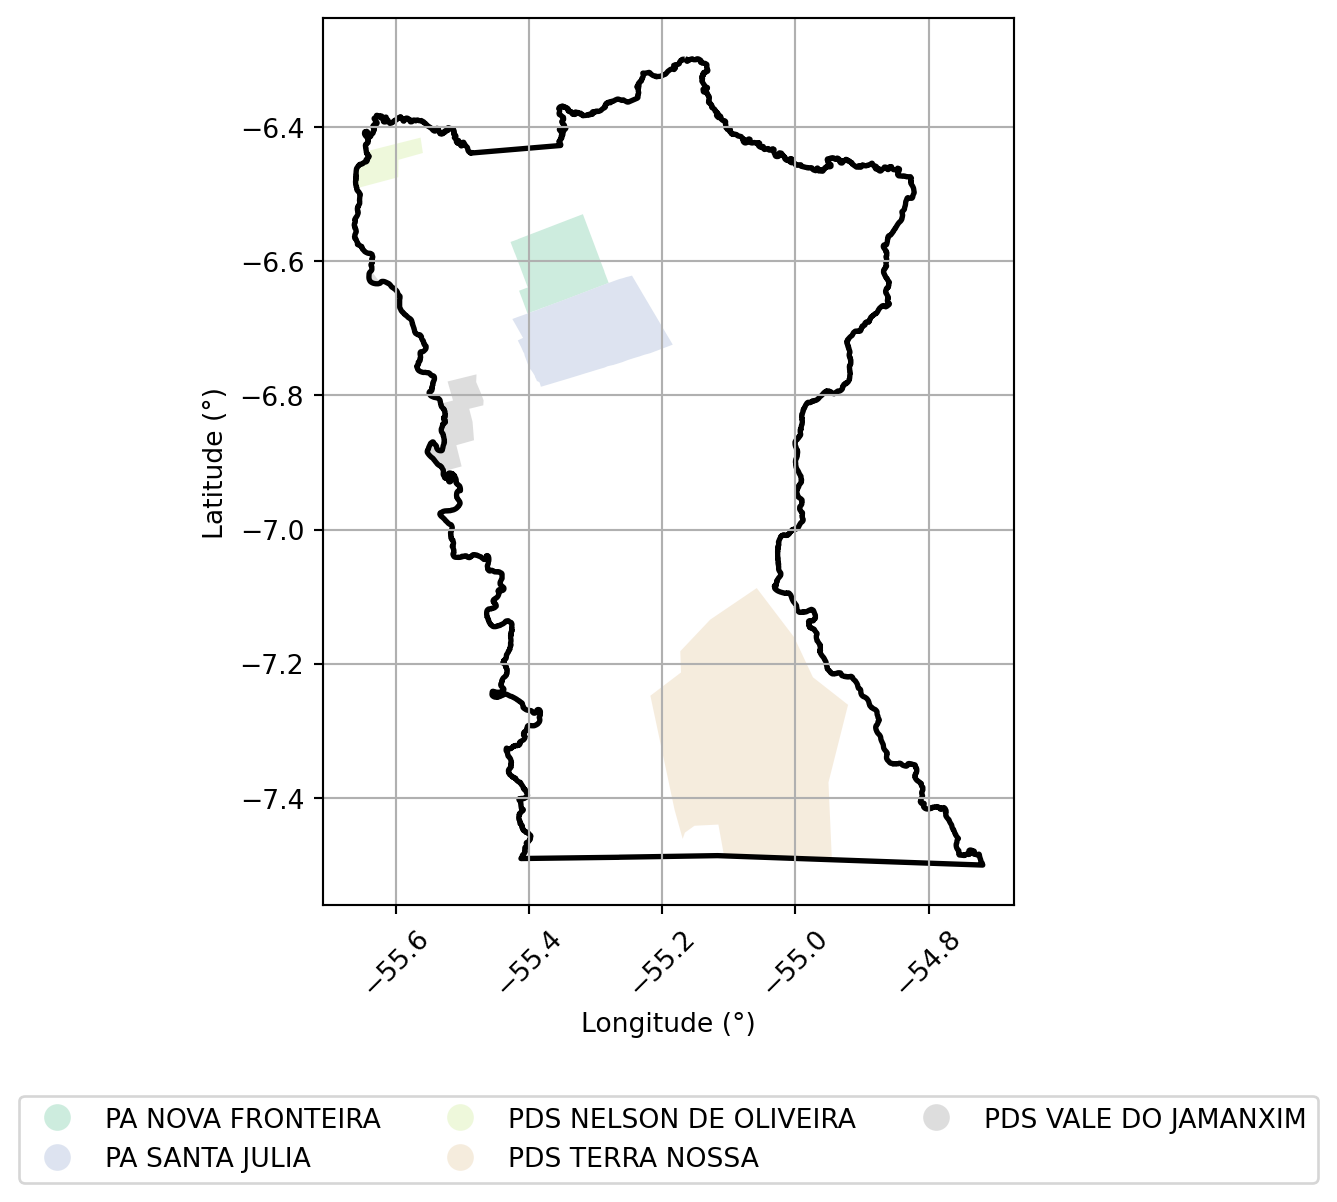 −6.4
−6.6
−6.8
−7.0
−7.2
−7.4
Latitude (°)
−55.6
−55.4
−55.2
−55.0
−54.8
Longitude (°)
PA NOVA FRONTEIRA
PA SANTA JULIA
PDS NELSON DE OLIVEIRA
PDS TERRA NOSSA
PDS VALE DO JAMANXIM